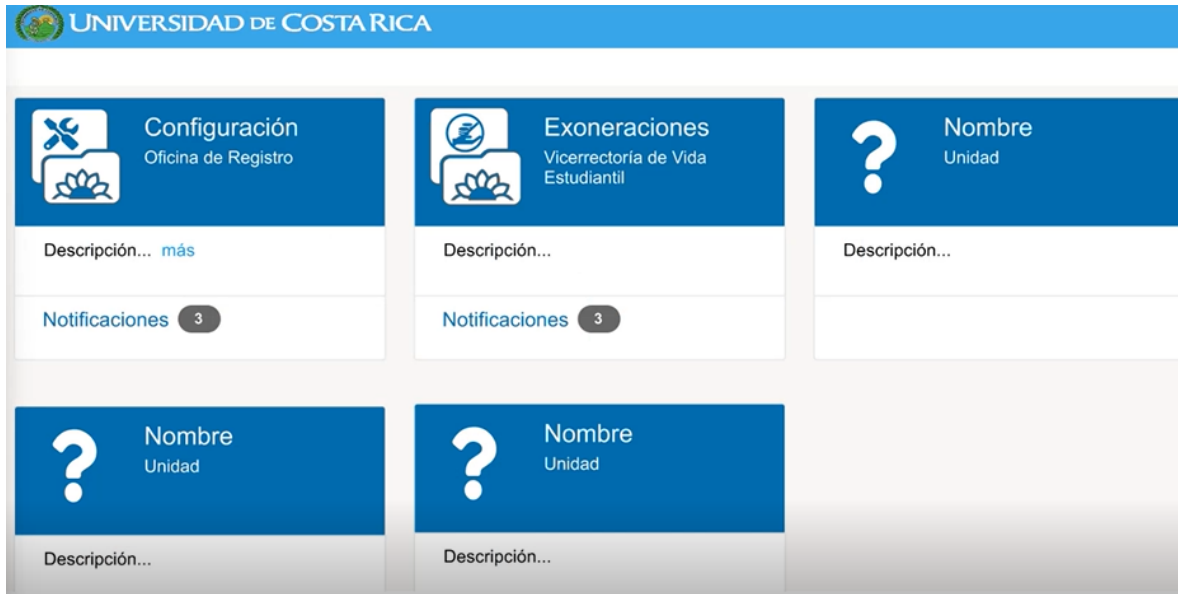 UNIVERSIDAD DE COSTA RICA
Configuración
Oficina de Registro
Descripción... más
Notificaciones 3
Exoneraciones
Vicerrectoría de Vida
Estudiantil
Descripción...
Notificaciones 3
Nombre
Unidad
Descripción...
Nombre
Unidad
Descripción...
Nombre
Unidad
Descripción...